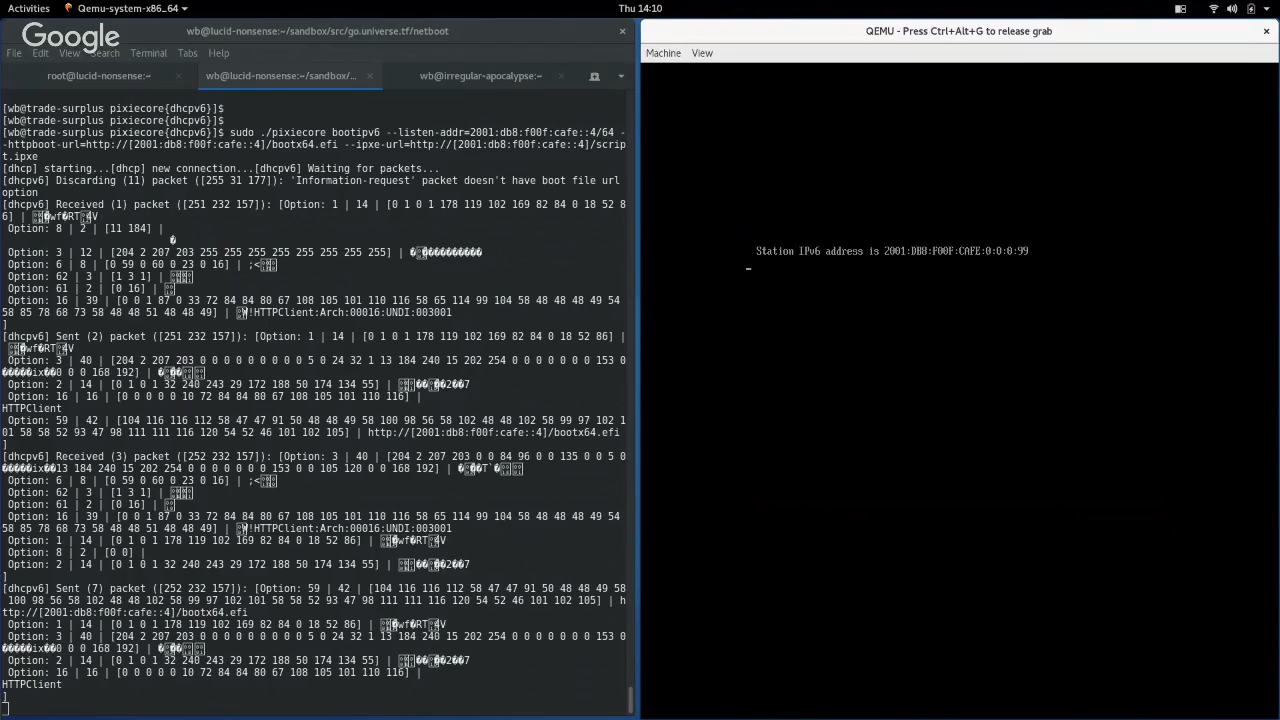 Activities Qemu-system-x86_64 Thu 14:10
Google
wb@lucid-nonsense:~/sandbox/src/go.universe.tf/netboot
File Edit View Search Terminal Tabs Help
root@lucid-nonsense:~ wb@lucid-nonsense:~/sandbox/... wb@irregular-apocalypse:~
[wb@trade-surplus pixiecore{dhcpv6}]$
[wb@trade-surplus pixiecore{dhcpv6}]$
[wb@trade-surplus pixiecore{dhcpv6}]$ sudo ./pixiecore bootipv6 --listen-addr=2001:db8:f00f:cafe::4/64 -
-httpboot-url=http://[2001:db8:f00f:cafe::4]/bootx64.efi --ipxe-url=http://[2001:db8:f00f:cafe::4]/scrip
t.ipxe
[dhcp] starting...[dhcp] new connection...[dhcpv6] Waiting for packets...
[dhcpv6] Discarding (11) packet ([255 31 177]): 'Information-request' packet doesn't have boot file url
option
[dhcpv6] Received (1) packet ([251 232 157]): [Option: 1 | 14 | [0 1 0 1 178 119 102 169 82 84 0 18 52 8
6] | �wf�RT4V
Option: 8 | 2 | [11 184] |
�
Option: 3 | 12 | [204 2 207 203 255 255 255 255 255 255 255 255] | �����������
Option: 6 | 8 | [0 59 0 60 0 23 0 16] | ;<
Option: 62 | 3 | [1 3 1] |
Option: 61 | 2 | [0 16] |
Option: 16 | 39 | [0 0 1 87 0 33 72 84 84 80 67 108 105 101 110 116 58 65 114 99 104 58 48 48 48 49 54
58 85 78 68 73 58 48 48 51 48 48 49] | W!HTTPClient:Arch:00016:UNDI:003001
]
[dhcpv6] Sent (2) packet ([251 232 157]): [Option: 1 | 14 | [0 1 0 1 178 119 102 169 82 84 0 18 52 86] |
�wf�RT4V
Option: 3 | 40 | [204 2 207 203 0 0 0 0 0 0 0 0 0 5 0 24 32 1 13 184 240 15 202 254 0 0 0 0 0 0 0 153 0
�����ix��0 0 0 168 192] | ���
Option: 2 | 14 | [0 1 0 1 32 240 243 29 172 188 50 174 134 55] | ���2��7
Option: 16 | 16 | [0 0 0 0 0 10 72 84 84 80 67 108 105 101 110 116] |
HTTPClient
Option: 59 | 42 | [104 116 116 112 58 47 47 91 50 48 48 49 58 100 98 56 58 102 48 48 102 58 99 97 102 1
01 58 58 52 93 47 98 111 111 116 120 54 52 46 101 102 105] | http://[2001:db8:f00f:cafe::4]/bootx64.efi
]
[dhcpv6] Received (3) packet ([252 232 157]): [Option: 3 | 40 | [204 2 207 203 0 0 84 96 0 0 135 0 0 5 0
�����ix��13 184 240 15 202 254 0 0 0 0 0 0 0 153 0 0 105 120 0 0 168 192] | ���T`�
Option: 6 | 8 | [0 59 0 60 0 23 0 16] | ;<
Option: 62 | 3 | [1 3 1] |
Option: 61 | 2 | [0 16] |
Option: 16 | 39 | [0 0 1 87 0 33 72 84 84 80 67 108 105 101 110 116 58 65 114 99 104 58 48 48 48 49 54
58 85 78 68 73 58 48 48 51 48 48 49] | W!HTTPClient:Arch:00016:UNDI:003001
Option: 1 | 14 | [0 1 0 1 178 119 102 169 82 84 0 18 52 86] | �wf�RT4V
Option: 8 | 2 | [0 0] |
Option: 2 | 14 | [0 1 0 1 32 240 243 29 172 188 50 174 134 55] | ���2��7
]
[dhcpv6] Sent (7) packet ([252 232 157]): [Option: 59 | 42 | [104 116 116 112 58 47 47 91 50 48 48 49 58
100 98 56 58 102 48 48 102 58 99 97 102 101 58 58 52 93 47 98 111 111 116 120 54 52 46 101 102 105] | h
ttp://[2001:db8:f00f:cafe::4]/bootx64.efi
Option: 1 | 14 | [0 1 0 1 178 119 102 169 82 84 0 18 52 86] | �wf�RT4V
Option: 3 | 40 | [204 2 207 203 0 0 0 0 0 0 0 0 0 5 0 24 32 1 13 184 240 15 202 254 0 0 0 0 0 0 0 153 0
�����ix��0 0 0 168 192] | ���
Option: 2 | 14 | [0 1 0 1 32 240 243 29 172 188 50 174 134 55] | ���2��7
Option: 16 | 16 | [0 0 0 0 0 10 72 84 84 80 67 108 105 101 110 116] |
HTTPClient
]
QEMU - Press Ctrl+Alt+G to release grab
Machine View
Station IPv6 address is 2001:DB8:F00F:CAFE:0:0:0:99